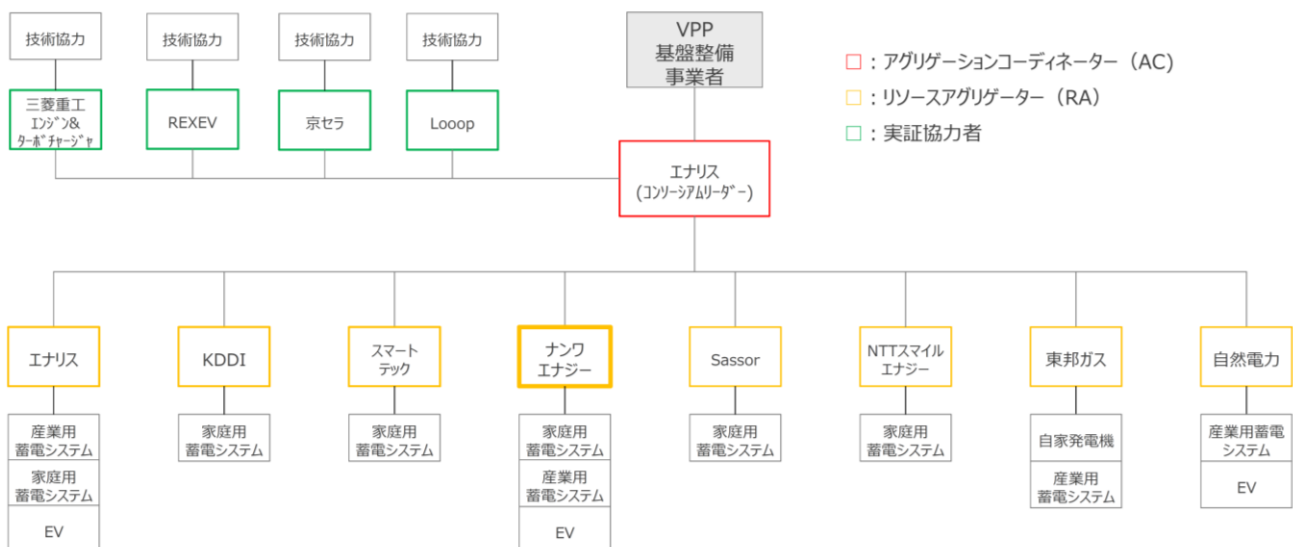 技術協力
技術協力
技術協力
技術協力
VPP
基盤整備
事業者
□：アグリゲーションコーディネーター（AC)
□：リソースアグリゲーター（RA）
□：実証協力者
三菱重工
ｴﾝｼﾞﾝ&
ﾀｰﾎﾞﾁｬｰｼﾞｬ
REXEV
京セラ
Looop
エナリス
(ｺﾝｿｰｼｱﾑﾘｰﾀﾞｰ)
エナリス
KDDI
スマート
テック
ナンワ
エナジー
Sassor
NTTスマイル
エナジー
東邦ガス
自然電力
産業用
蓄電システム
家庭用
蓄電システム
EV
家庭用
蓄電システム
家庭用
蓄電システム
家庭用
蓄電システム
産業用
蓄電システム
EV
家庭用
蓄電システム
家庭用
蓄電システム
自家発電機
産業用
蓄電システム
産業用蓄電
システム
EV